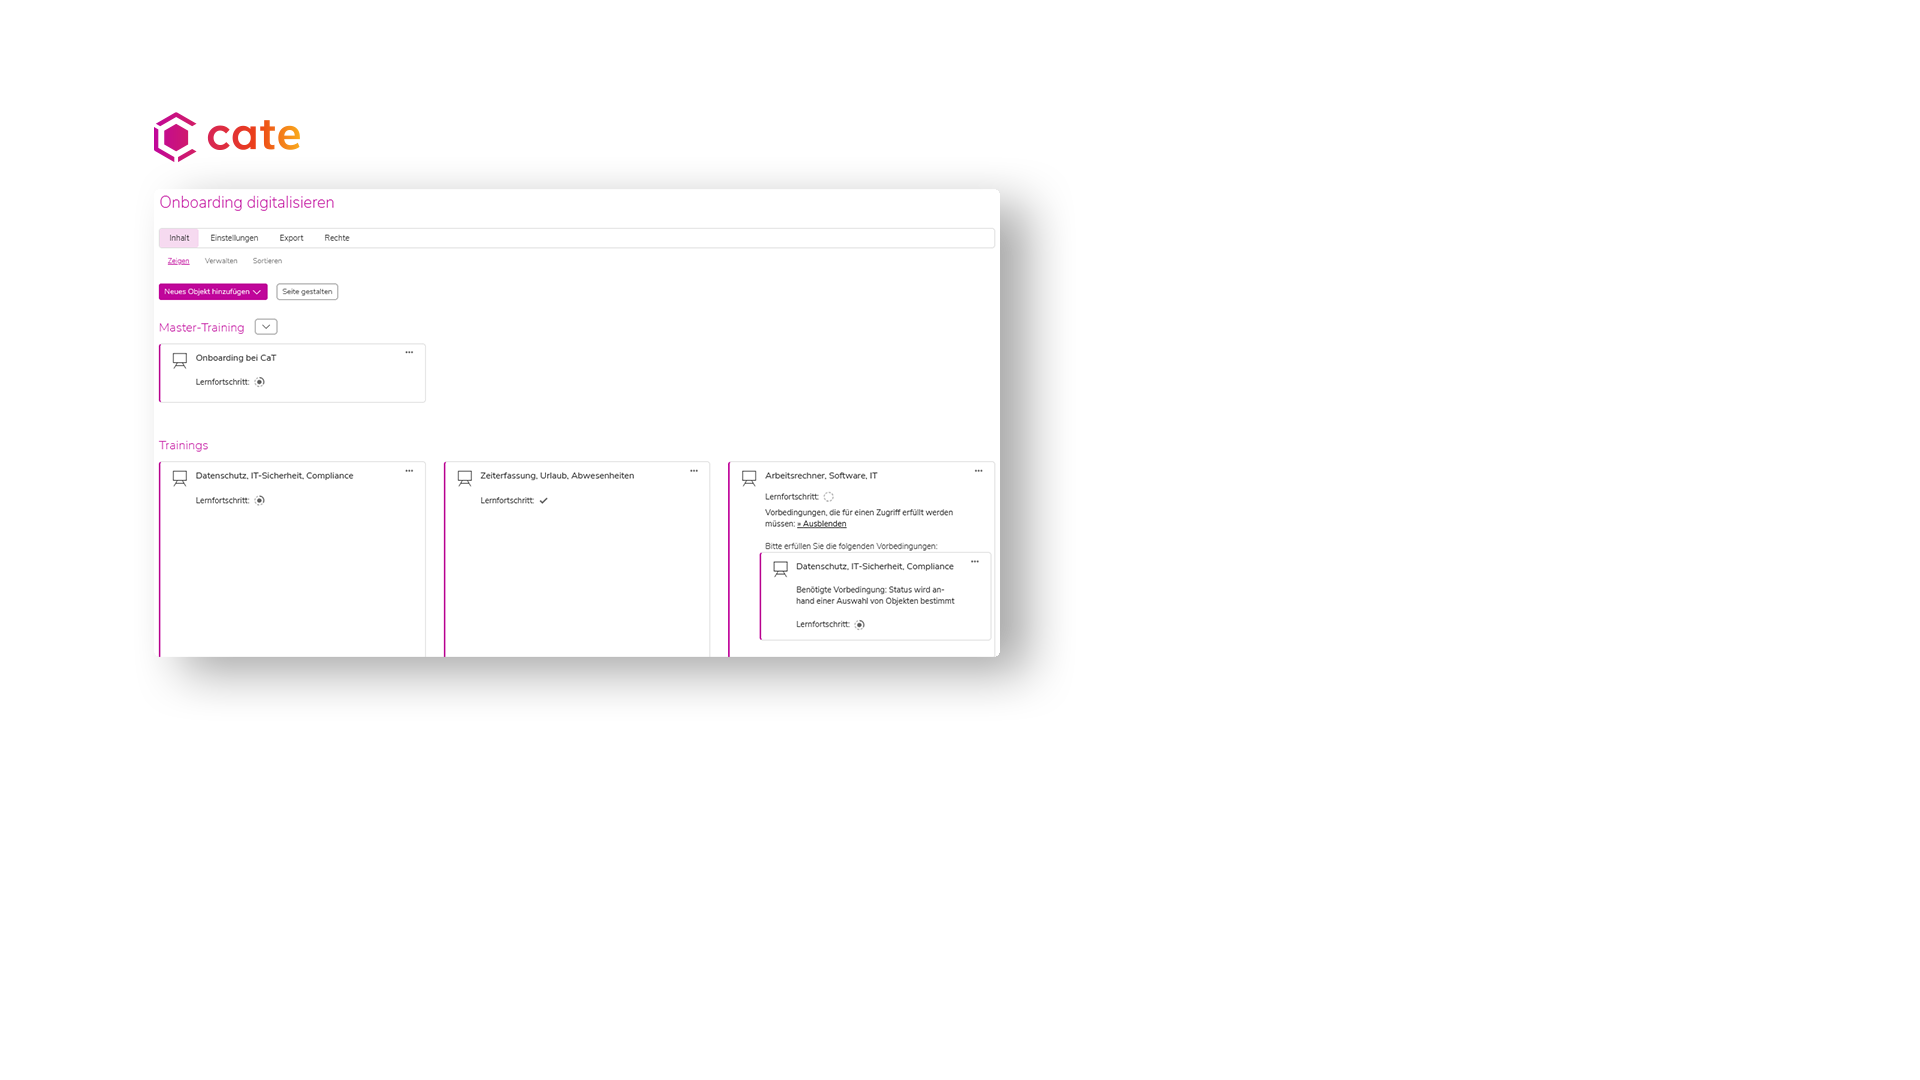 cate
Onboarding digitalisieren
Inhalt Einstellungen Export Rechte
Zeigen Verwalten Sortieren
Neues Objekt hinzufügen Seite gestalten
Master-Training
Onboarding bei CaT
Lernfortschritt:
Trainings
Datenschutz, IT-Sicherheit, Compliance
Lernfortschritt:
Zeiterfassung, Urlaub, Abwesenheiten
Lernfortschritt:
Arbeitsrechner, Software, IT
Lernfortschritt:
Vorbedingungen, die für einen Zugriff erfüllt werden
müssen: » Ausblenden
Bitte erfüllen Sie die folgenden Vorbedingungen:
Datenschutz, IT-Sicherheit, Compliance
Benötigte Vorbedingung: Status wird an-
hand einer Auswahl von Objekten bestimmt
Lernfortschritt: